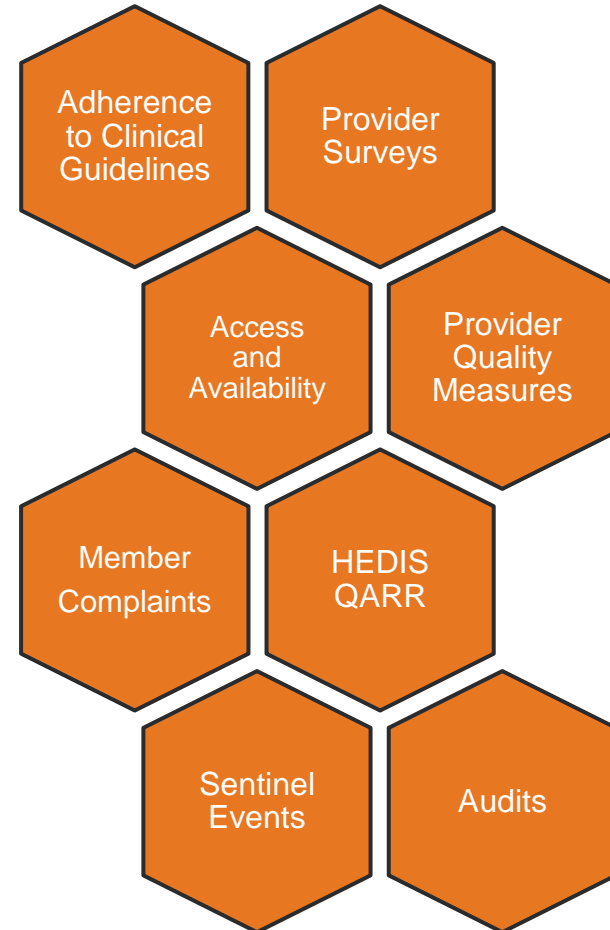 Adherence
to Clinical
Guidelines
Provider
Surveys
Access
and
Availability
Provider
Quality
Measures
Member
Complaints
HEDIS
QARR
Sentinel
Events
Audits